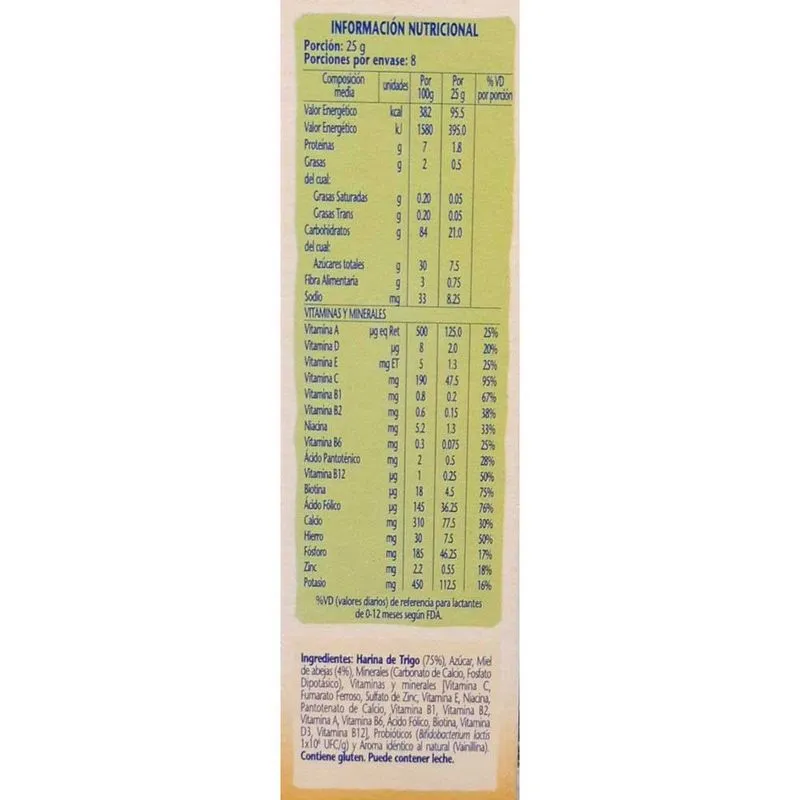 INFORMACIÓN NUTRICIONAL
Porción: 25 g
Porciones por envase: 8
Composición media unidades Por 100g Por 25 g %VD por porción
Valor Energético kcal 382 95.5
Valor Energético kJ 1580 395.0
Proteínas g 7 1.8
Grasas g 2 0.5
del cual:
Grasas Saturadas g 0.20 0.05
Grasas Trans g 0.20 0.05
Carbohidratos g 84 21.0
del cual:
Azúcares totales g 30 7.5
Fibra Alimentaria g 3 0.75
Sodio mg 33 8.25
VITAMINAS Y MINERALES
Vitamina A µg eq Ret 500 125.0 25%
Vitamina D µg 8 2.0 20%
Vitamina E mg ET 5 1.3 25%
Vitamina C mg 190 47.5 95%
Vitamina B1 mg 0.8 0.2 67%
Vitamina B2 mg 0.6 0.15 38%
Niacina mg 5.2 1.3 33%
Vitamina B6 mg 0.3 0.075 25%
Ácido Pantoténico mg 2 0.5 28%
Vitamina B12 µg 1 0.25 50%
Biotina µg 18 4.5 75%
Ácido Fólico µg 145 36.25 76%
Calcio mg 310 77.5 30%
Hierro mg 30 7.5 50%
Fósforo mg 185 46.25 17%
Zinc mg 2.2 0.55 18%
Potasio mg 450 112.5 16%
%VD (valores diarios) de referencia para lactantes
de 0-12 meses según FDA.
Ingredientes: Harina de Trigo (75%), Azúcar, Miel
de abejas (4%), Minerales (Carbonato de Calcio, Fosfato
Dipotásico), Vitaminas y minerales [Vitamina C,
Fumarato Ferroso, Sulfato de Zinc, Vitamina E, Niacina,
Pantotenato de Calcio, Vitamina B1, Vitamina B2,
Vitamina A, Vitamina B6, Ácido Fólico, Biotina, Vitamina
D3, Vitamina B12], Probióticos (Bifidobacterium lactis
1x10⁶ UFC/g) y Aroma idéntico al natural (Vainillina).
Contiene gluten. Puede contener leche.